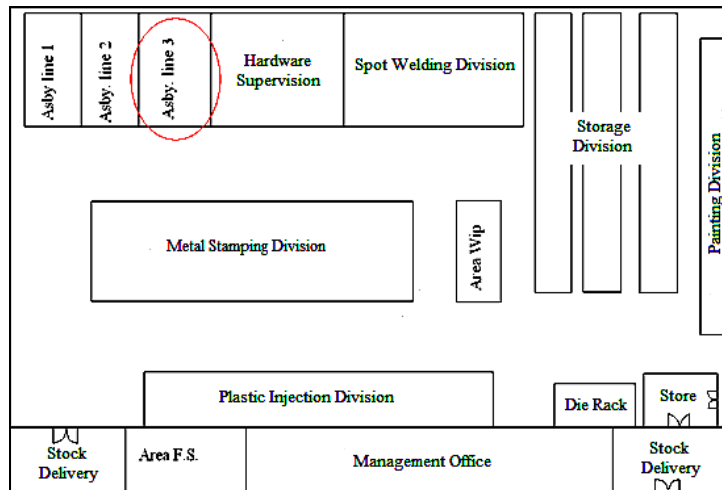 Asby line 1
Asby. line 2
Asby. line 3
Hardware
Supervision
Spot Welding Division
Storage
Division
Painting Division
Metal Stamping Division
Area Wip
Plastic Injection Division
Die Rack
Store
Stock
Delivery
Area F.S.
Management Office
Stock
Delivery